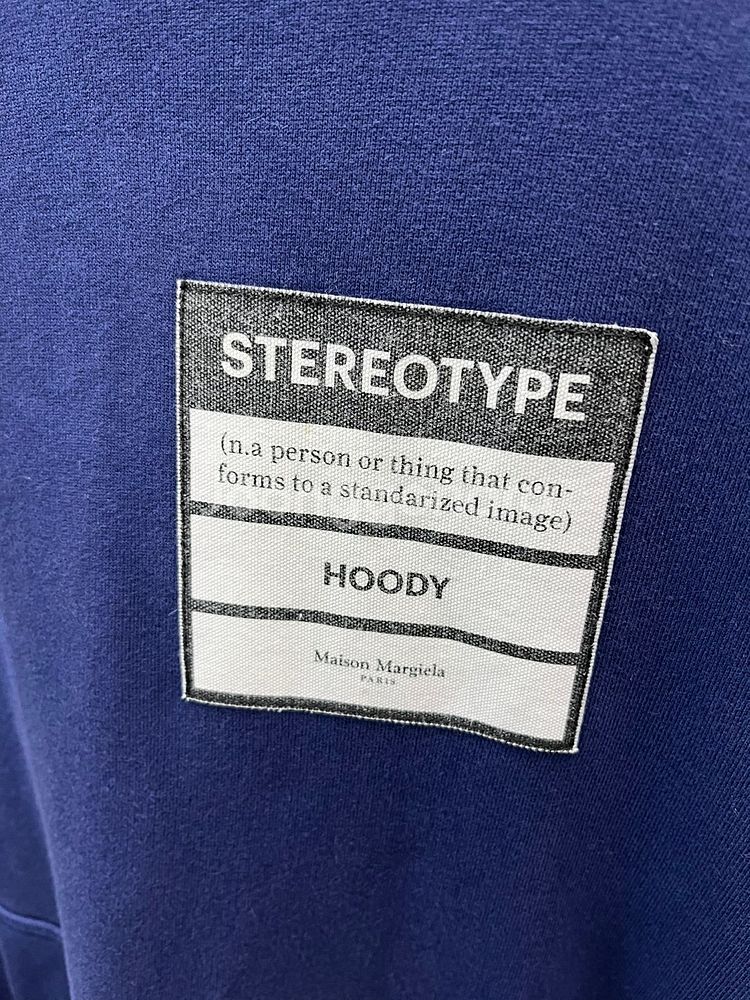 STEREOTYPE
(n.a person or thing that con-
forms to a standarized image)
HOODY
Maison Margiela
PARIS